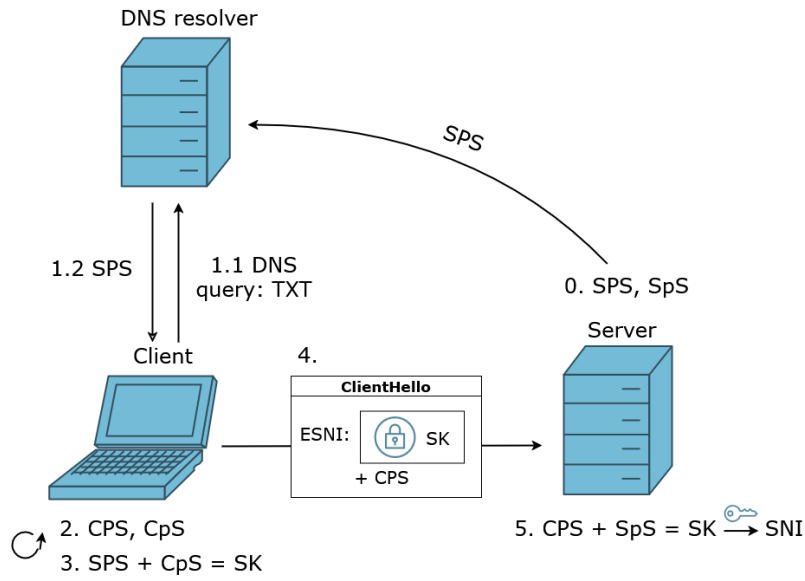 DNS resolver
SPS
1.2 SPS
1.1 DNS
query: TXT
0. SPS, SpS
Server
Client
4.
ClientHello
ESNI:
SK
+ CPS
2. CPS, CpS
3. SPS + CpS = SK
5. CPS + SpS = SK → SNI